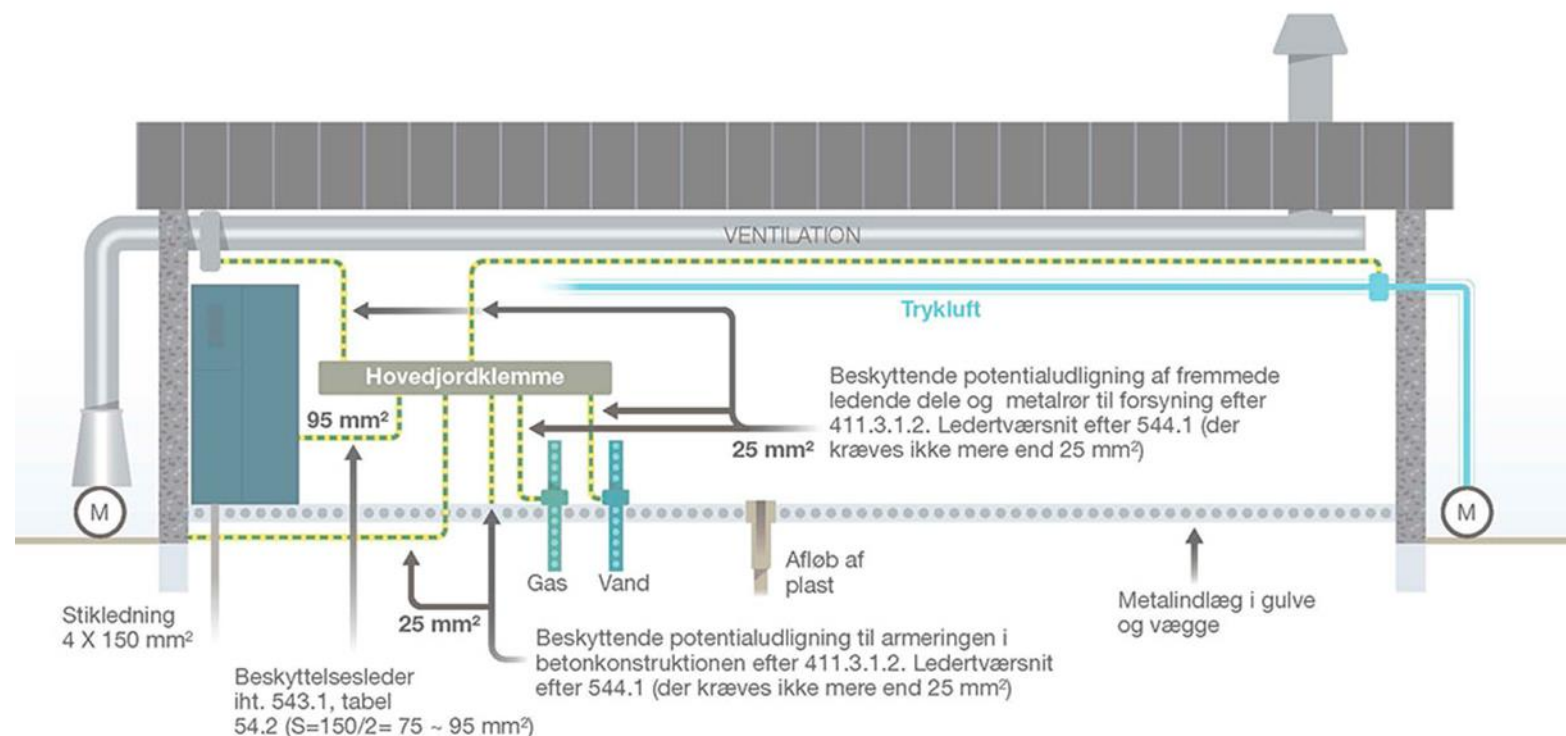 VENTILATION
Trykluft
Hovedjordklemme
95 mm²
Beskyttende potentialudligning af fremmede
ledende dele og metalrør til forsyning efter
411.3.1.2. Ledertværsnit efter 544.1 (der
kræves ikke mere end 25 mm²)
25 mm²
M
M
Gas
Vand
Afløb af
plast
Metalindlæg i gulve
og vægge
Stikledning
4 X 150 mm²
25 mm²
Beskyttende potentialudligning til armeringen i
betonkonstruktionen efter 411.3.1.2. Ledertværsnit
efter 544.1 (der kræves ikke mere end 25 mm²)
Beskyttelsesleder
iht. 543.1, tabel
54.2 (S=150/2= 75 ~ 95 mm²)